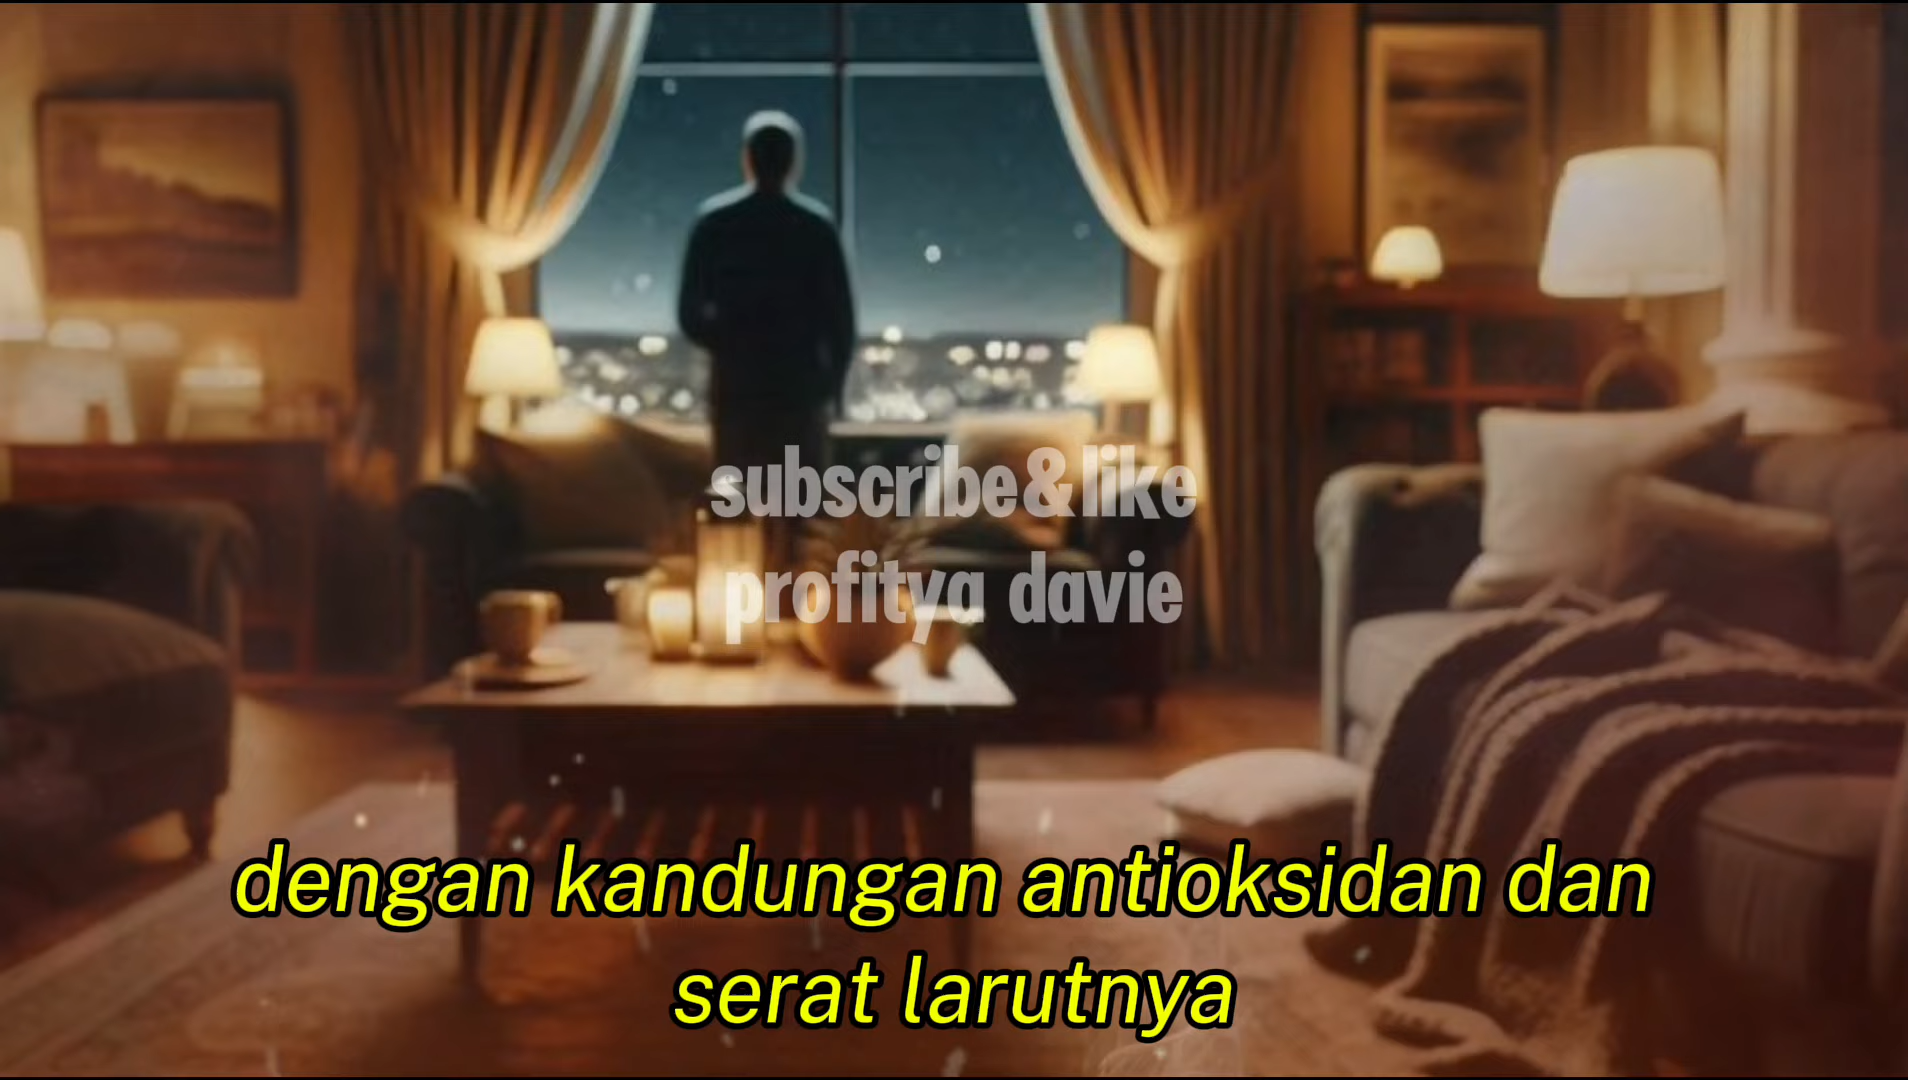 subscribe&like
profitya davie
dengan kandungan antioksidan dan
serat larutnya